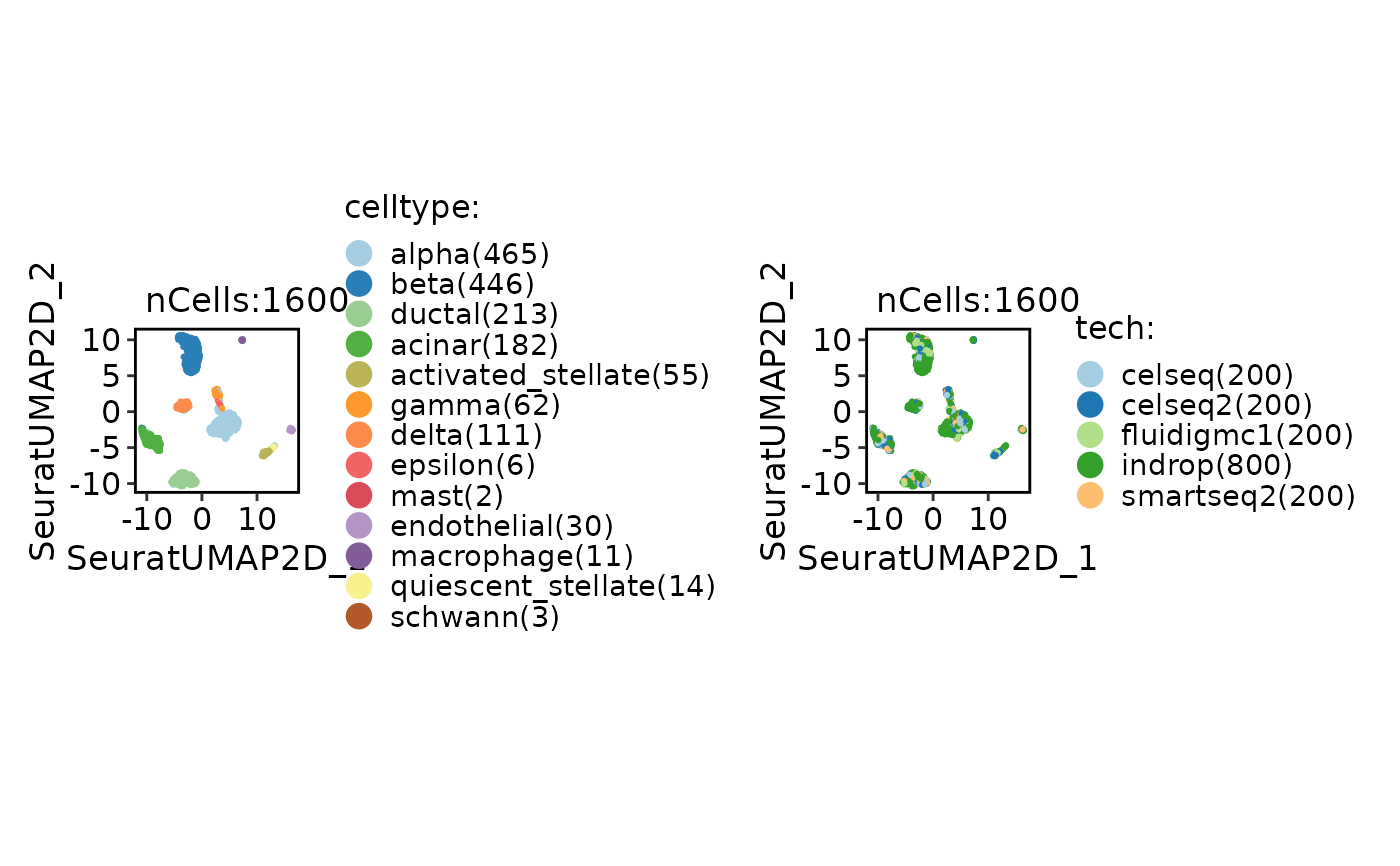 SeuratUMAP2D_2
nCells:1600
10
5
0
-5
-10
-10 0 10
SeuratUMAP2D_
celltype:
alpha(465)
beta(446)
ductal(213)
acinar(182)
activated_stellate(55)
gamma(62)
delta(111)
epsilon(6)
mast(2)
endothelial(30)
macrophage(11)
quiescent_stellate(14)
schwann(3)
SeuratUMAP2D_2
nCells:1600
10
5
0
-5
-10
-10 0 10
SeuratUMAP2D_1
tech:
celseq(200)
celseq2(200)
fluidigmc1(200)
indrop(800)
smartseq2(200)